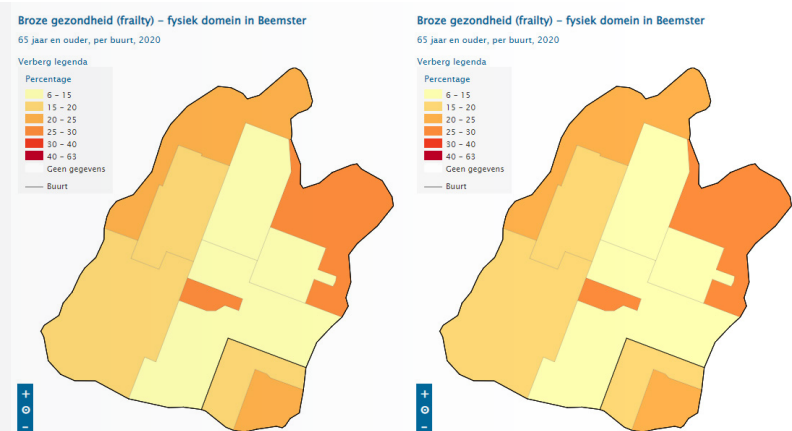 Broze gezondheid (frailty) – fysiek domein in Beemster
65 jaar en ouder, per buurt, 2020
Verberg legenda
Percentage
6 – 15
15 – 20
20 – 25
25 – 30
30 – 40
40 – 63
Geen gegevens
Buurt
+
–
Broze gezondheid (frailty) – fysiek domein in Beemster
65 jaar en ouder, per buurt, 2020
Verberg legenda
Percentage
6 – 15
15 – 20
20 – 25
25 – 30
30 – 40
40 – 63
Geen gegevens
Buurt
+
–